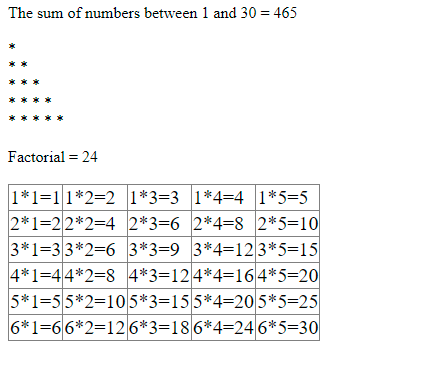 The sum of numbers between 1 and 30 = 465
*
* *
* * *
* * * *
* * * * *
Factorial = 24
1*1=1 1*2=2 1*3=3 1*4=4 1*5=5
2*1=2 2*2=4 2*3=6 2*4=8 2*5=10
3*1=3 3*2=6 3*3=9 3*4=12 3*5=15
4*1=4 4*2=8 4*3=12 4*4=16 4*5=20
5*1=5 5*2=10 5*3=15 5*4=20 5*5=25
6*1=6 6*2=12 6*3=18 6*4=24 6*5=30